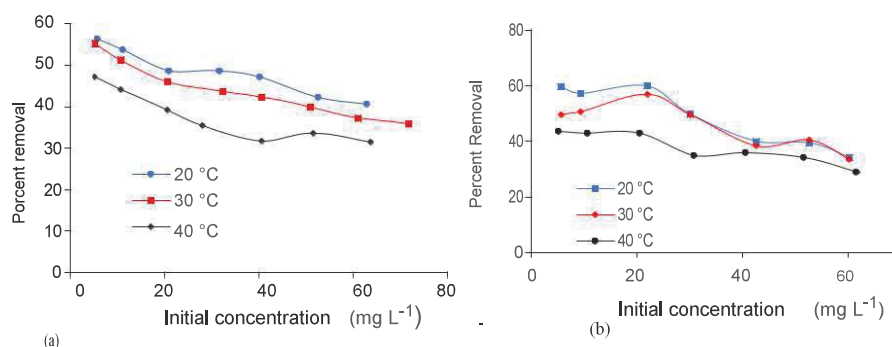 60
50
40
30
20
10
0
Porcent removal
20 °C
30 °C
40 °C
0 20 40 60 80
Initial concentration (mg L-1)
(a)
80
60
40
20
0
Percent Removal
20 °C
30 °C
40 °C
0 20 40 60
Initial concentration (mg L-1)
(b)